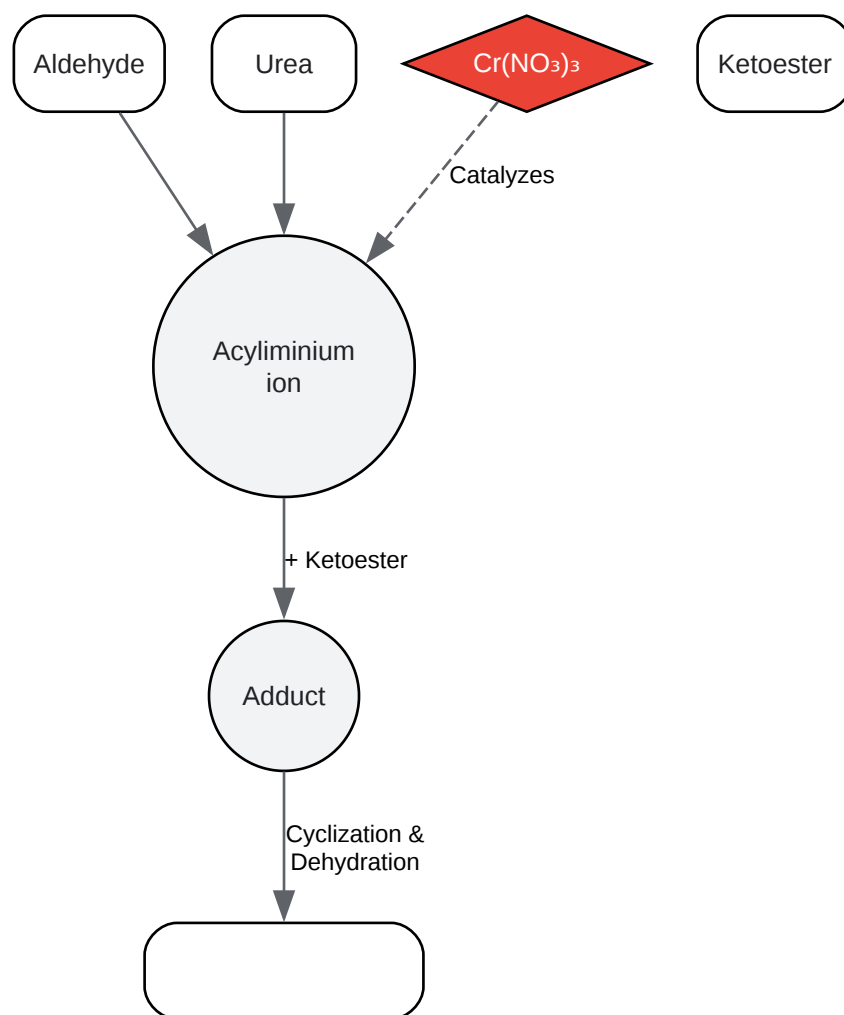 Aldehyde
Urea
Cr(NO₃)₃
Ketoester
Catalyzes
Acyliminium
ion
+ Ketoester
Adduct
Cyclization &
Dehydration